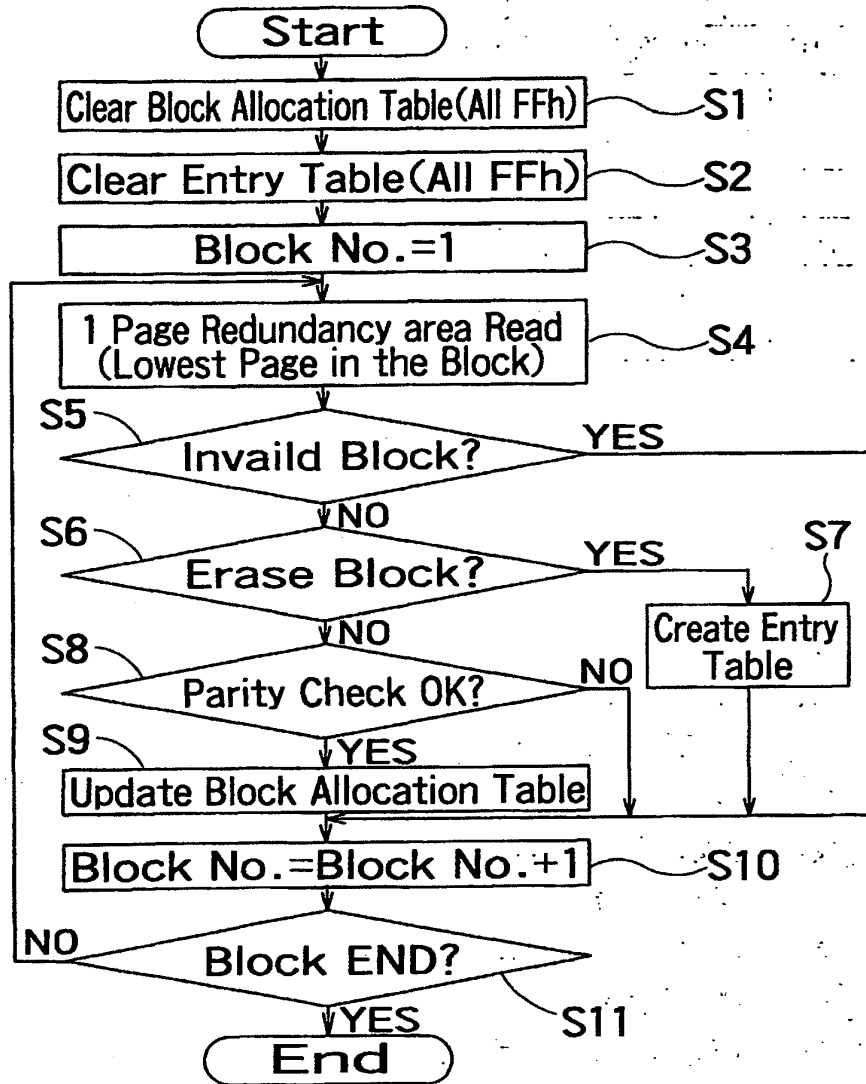 Start
Clear Block Allocation Table(All FFh)
S1
Clear Entry Table(All FFh)
S2
Block No.=1
S3
1 Page Redundancy area Read
(Lowest Page in the Block)
S4
S5
Invaild Block?
YES
NO
S6
Erase Block?
YES
S7
NO
Create Entry
Table
S8
Parity Check OK?
NO
YES
S9
Update Block Allocation Table
Block No.=Block No.+1
S10
NO
Block END?
YES
S11
End